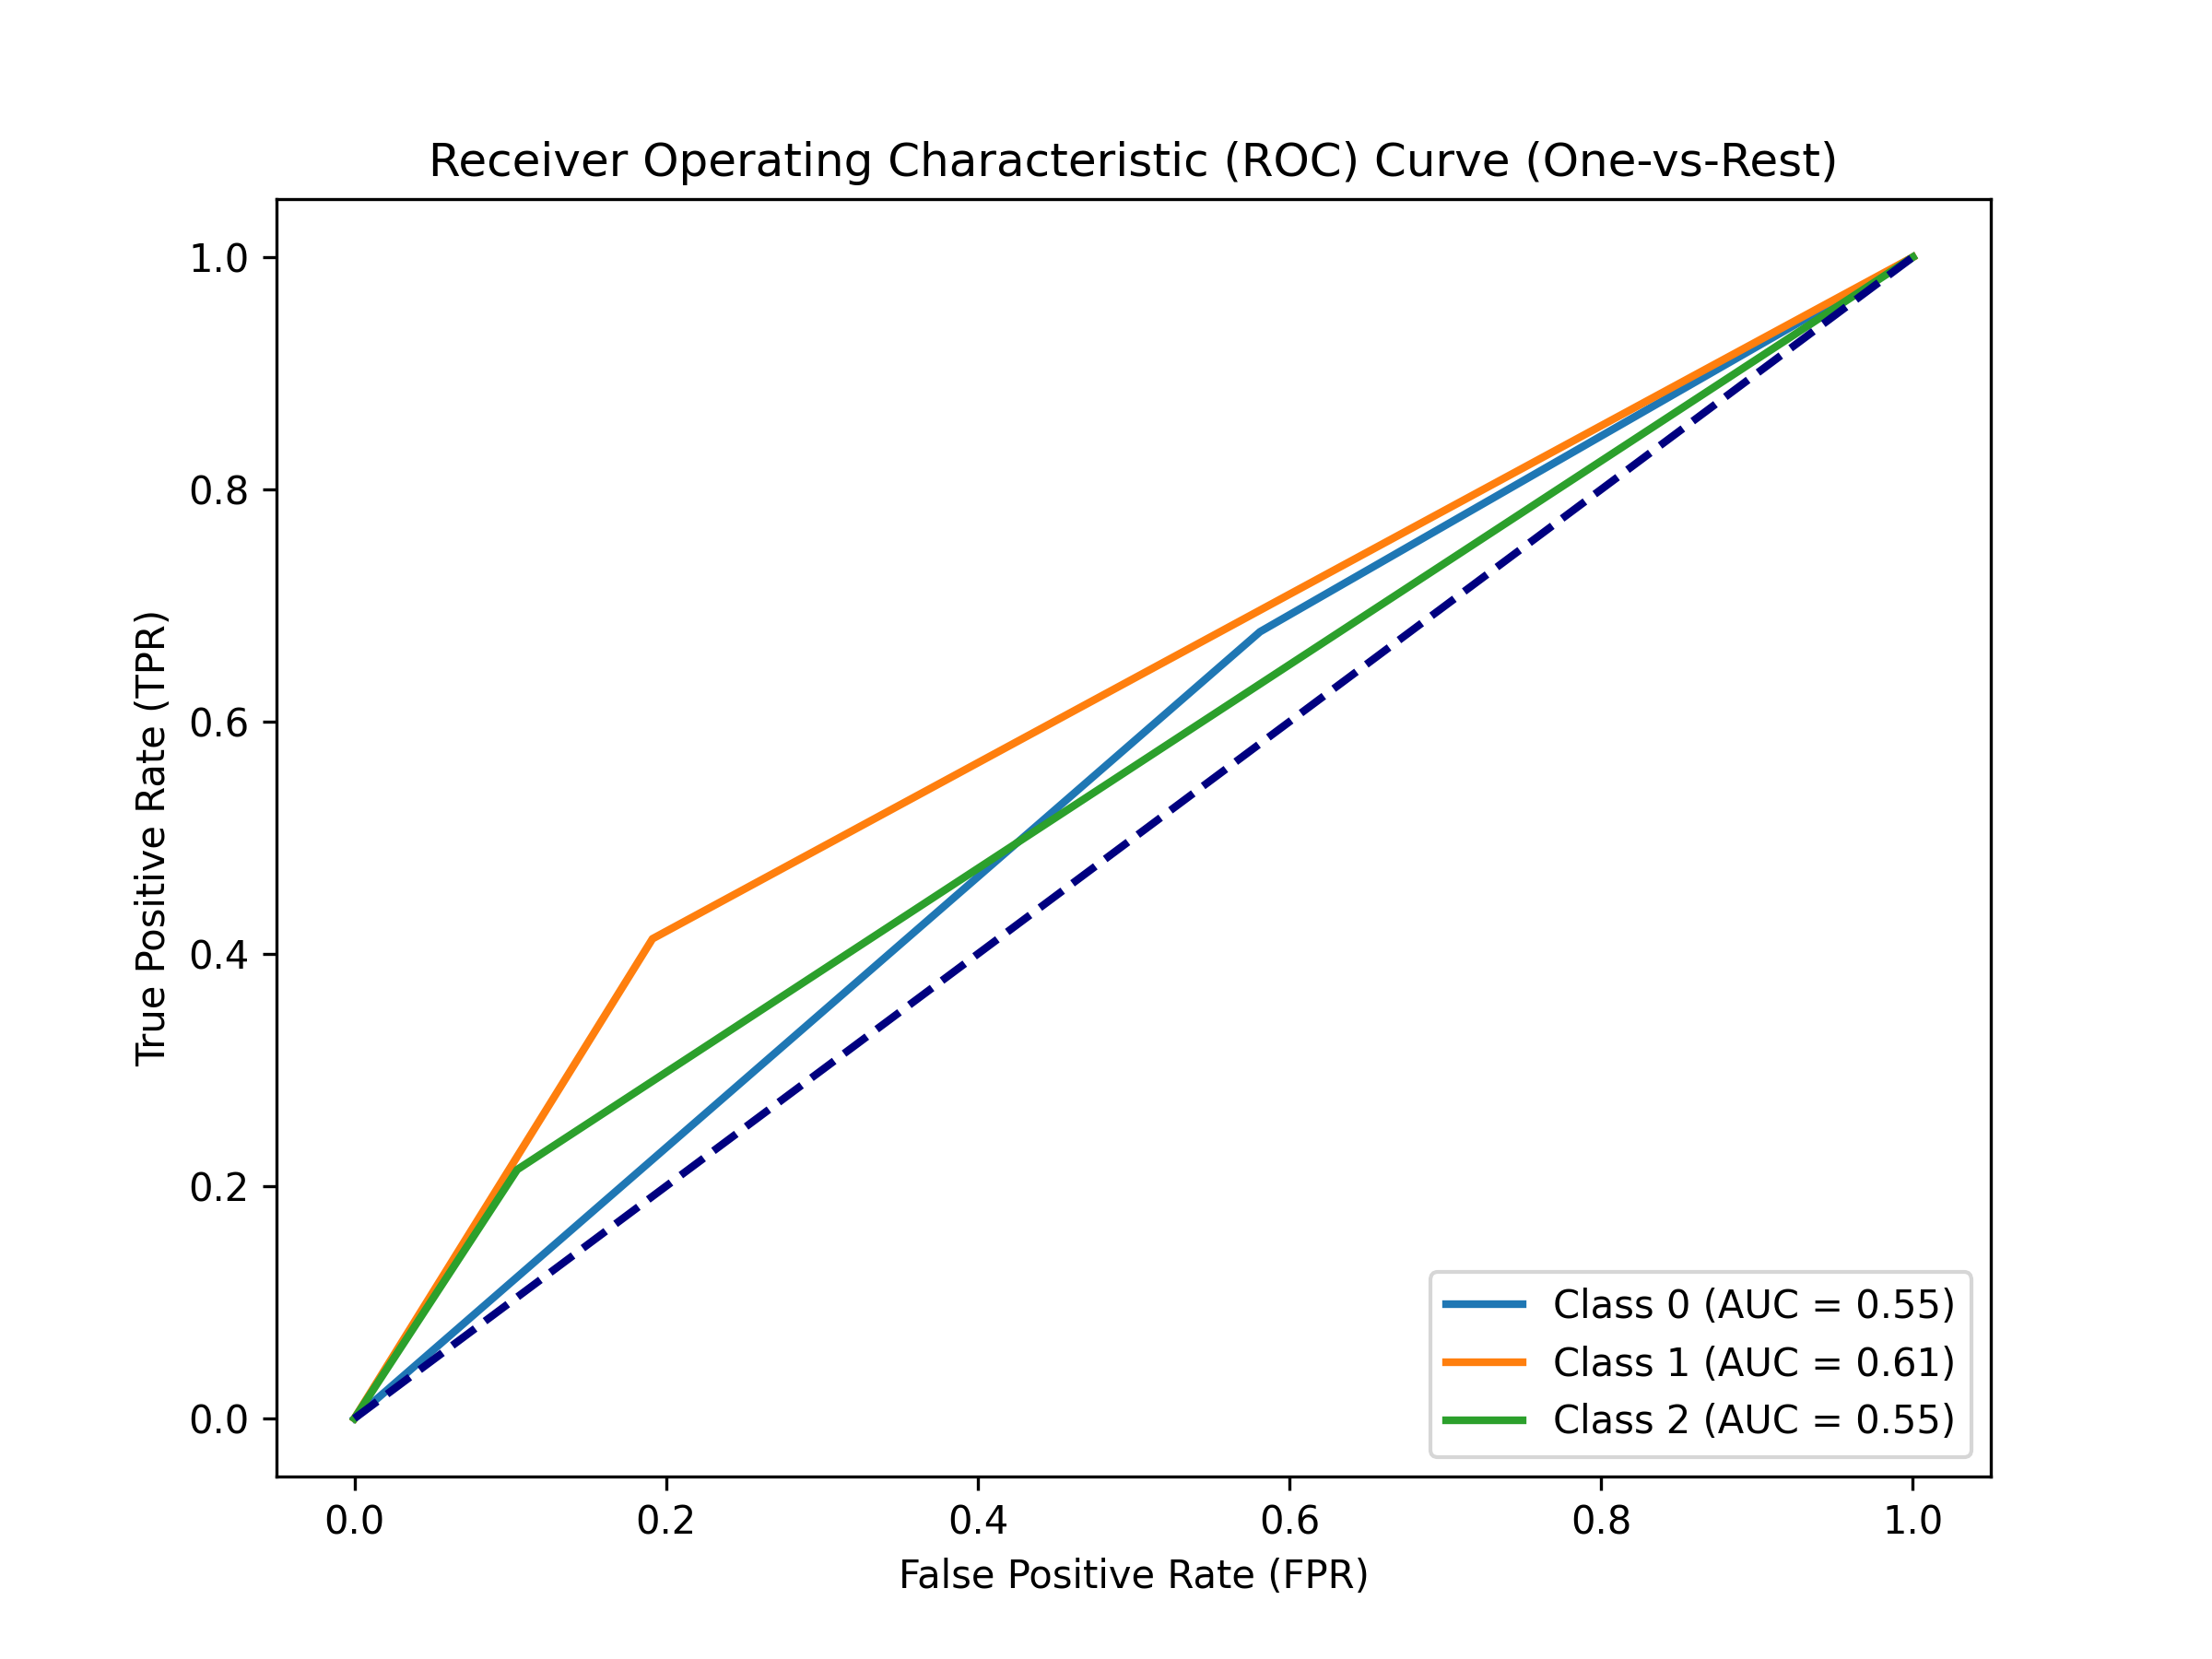 Receiver Operating Characteristic (ROC) Curve (One-vs-Rest)
True Positive Rate (TPR)
1.0
0.8
0.6
0.4
0.2
0.0
Class 0 (AUC = 0.55)
Class 1 (AUC = 0.61)
Class 2 (AUC = 0.55)
0.0 0.2 0.4 0.6 0.8 1.0
False Positive Rate (FPR)